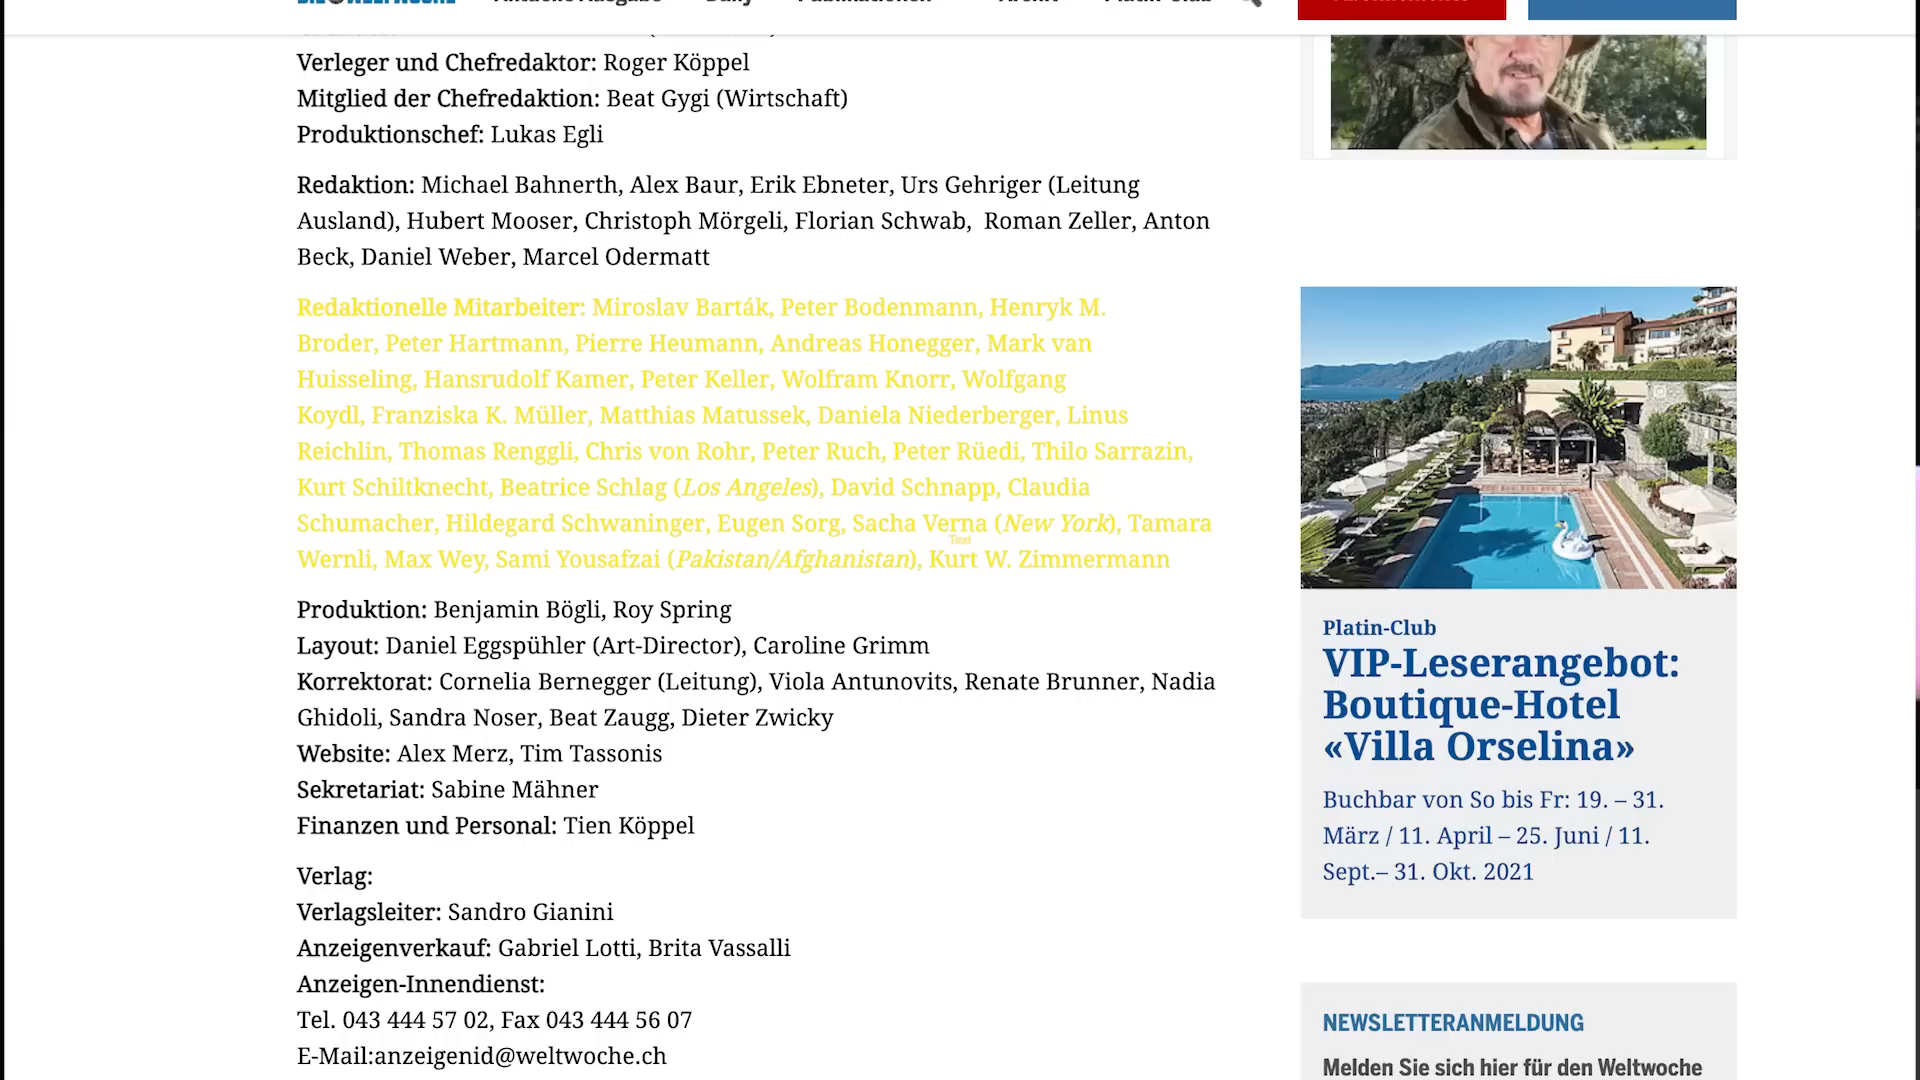 DIE WELTWOCHE Aktuelle Ausgabe Daily Publikationen Archiv Platin-Club
Verleger und Chefredaktor: Roger Köppel
Mitglied der Chefredaktion: Beat Gygi (Wirtschaft)
Produktionschef: Lukas Egli
Redaktion: Michael Bahnerth, Alex Baur, Erik Ebneter, Urs Gehriger (Leitung
Ausland), Hubert Mooser, Christoph Mörgeli, Florian Schwab, Roman Zeller, Anton
Beck, Daniel Weber, Marcel Odermatt
Redaktionelle Mitarbeiter: Miroslav Barták, Peter Bodenmann, Henryk M.
Broder, Peter Hartmann, Pierre Heumann, Andreas Honegger, Mark van
Huisseling, Hansrudolf Kamer, Peter Keller, Wolfram Knorr, Wolfgang
Koydl, Franziska K. Müller, Matthias Matussek, Daniela Niederberger, Linus
Reichlin, Thomas Renggli, Chris von Rohr, Peter Ruch, Peter Rüedi, Thilo Sarrazin,
Kurt Schiltknecht, Beatrice Schlag (Los Angeles), David Schnapp, Claudia
Schumacher, Hildegard Schwaninger, Eugen Sorg, Sacha Verna (New York), Tamara
Text
Wernli, Max Wey, Sami Yousafzai (Pakistan/Afghanistan), Kurt W. Zimmermann
Produktion: Benjamin Bögli, Roy Spring
Layout: Daniel Eggspühler (Art-Director), Caroline Grimm
Korrektorat: Cornelia Bernegger (Leitung), Viola Antunovits, Renate Brunner, Nadia
Ghidoli, Sandra Noser, Beat Zaugg, Dieter Zwicky
Website: Alex Merz, Tim Tassonis
Sekretariat: Sabine Mähner
Finanzen und Personal: Tien Köppel
Verlag:
Verlagsleiter: Sandro Gianini
Anzeigenverkauf: Gabriel Lotti, Brita Vassalli
Anzeigen-Innendienst:
Tel. 043 444 57 02, Fax 043 444 56 07
E-Mail:anzeigenid@weltwoche.ch
Platin-Club
VIP-Leserangebot:
Boutique-Hotel
«Villa Orselina»
Buchbar von So bis Fr: 19. – 31.
März / 11. April – 25. Juni / 11.
Sept.– 31. Okt. 2021
NEWSLETTERANMELDUNG
Melden Sie sich hier für den Weltwoche